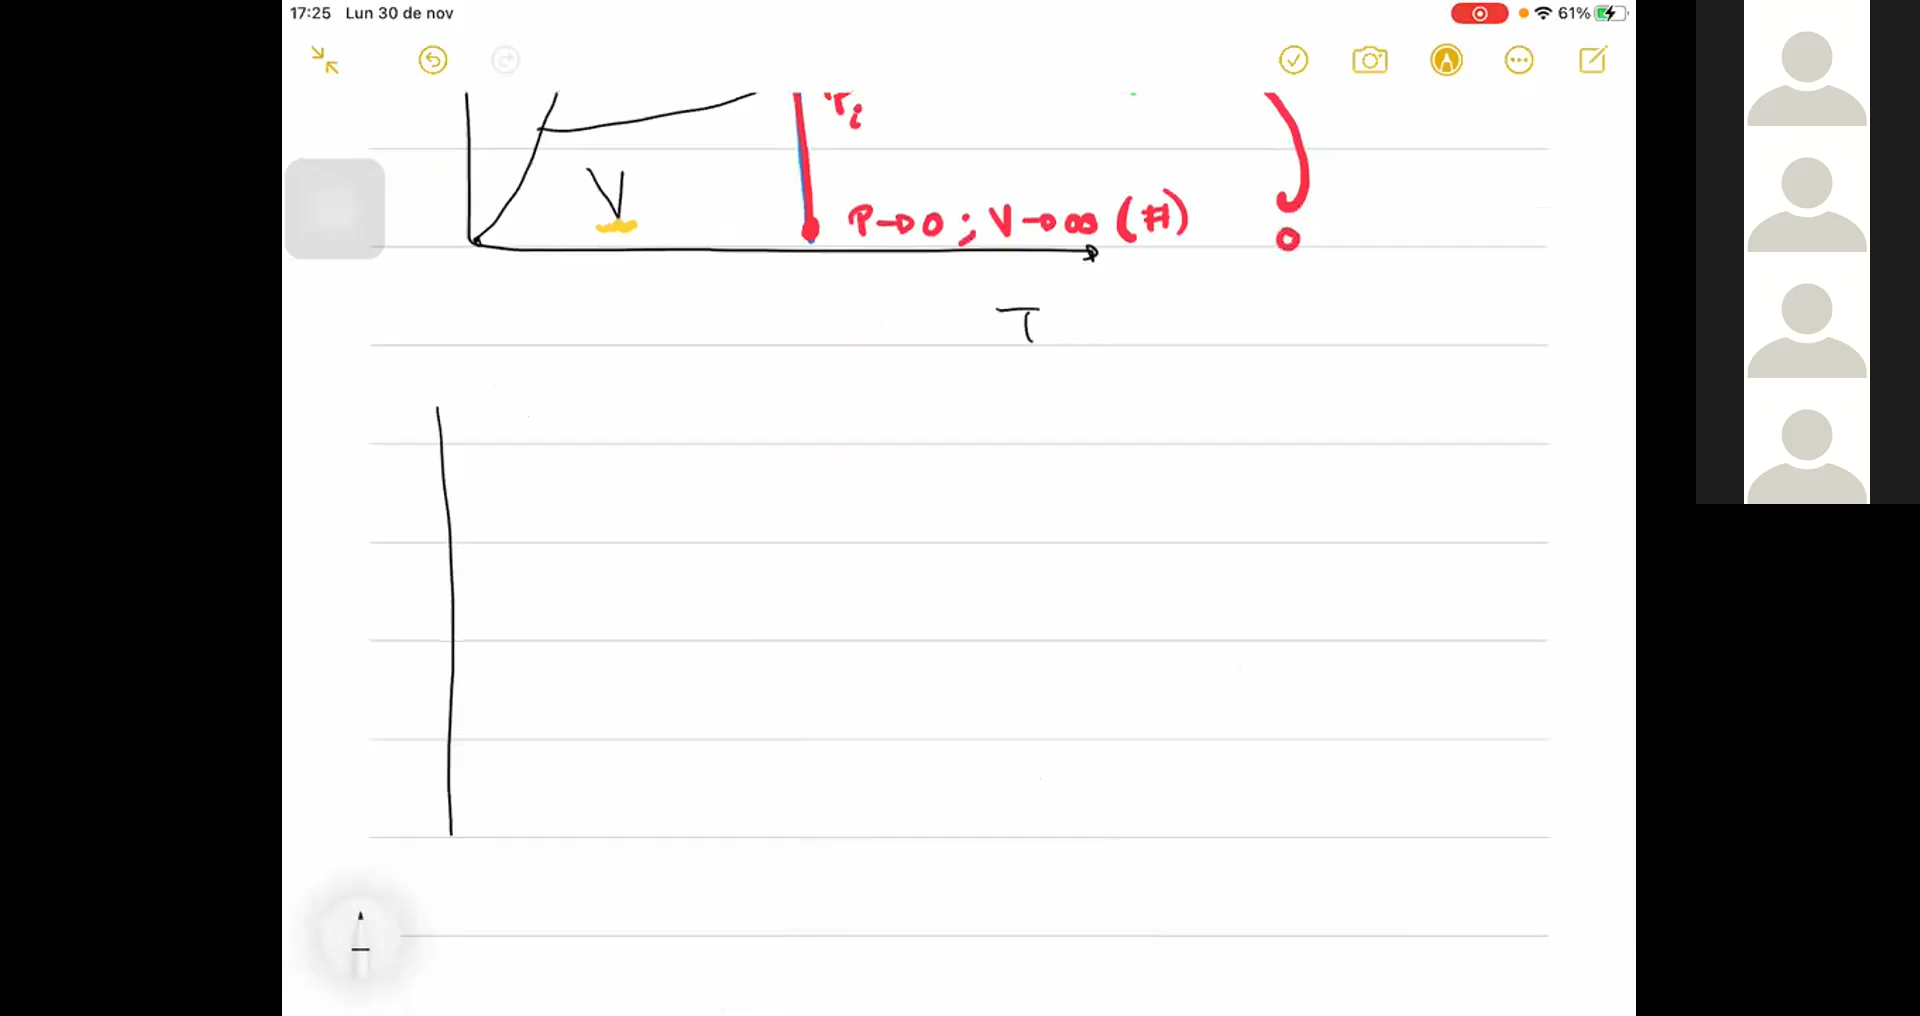 17:25 Lun 30 de nov 61%
V
P→0 ; V→∞ (#)
T